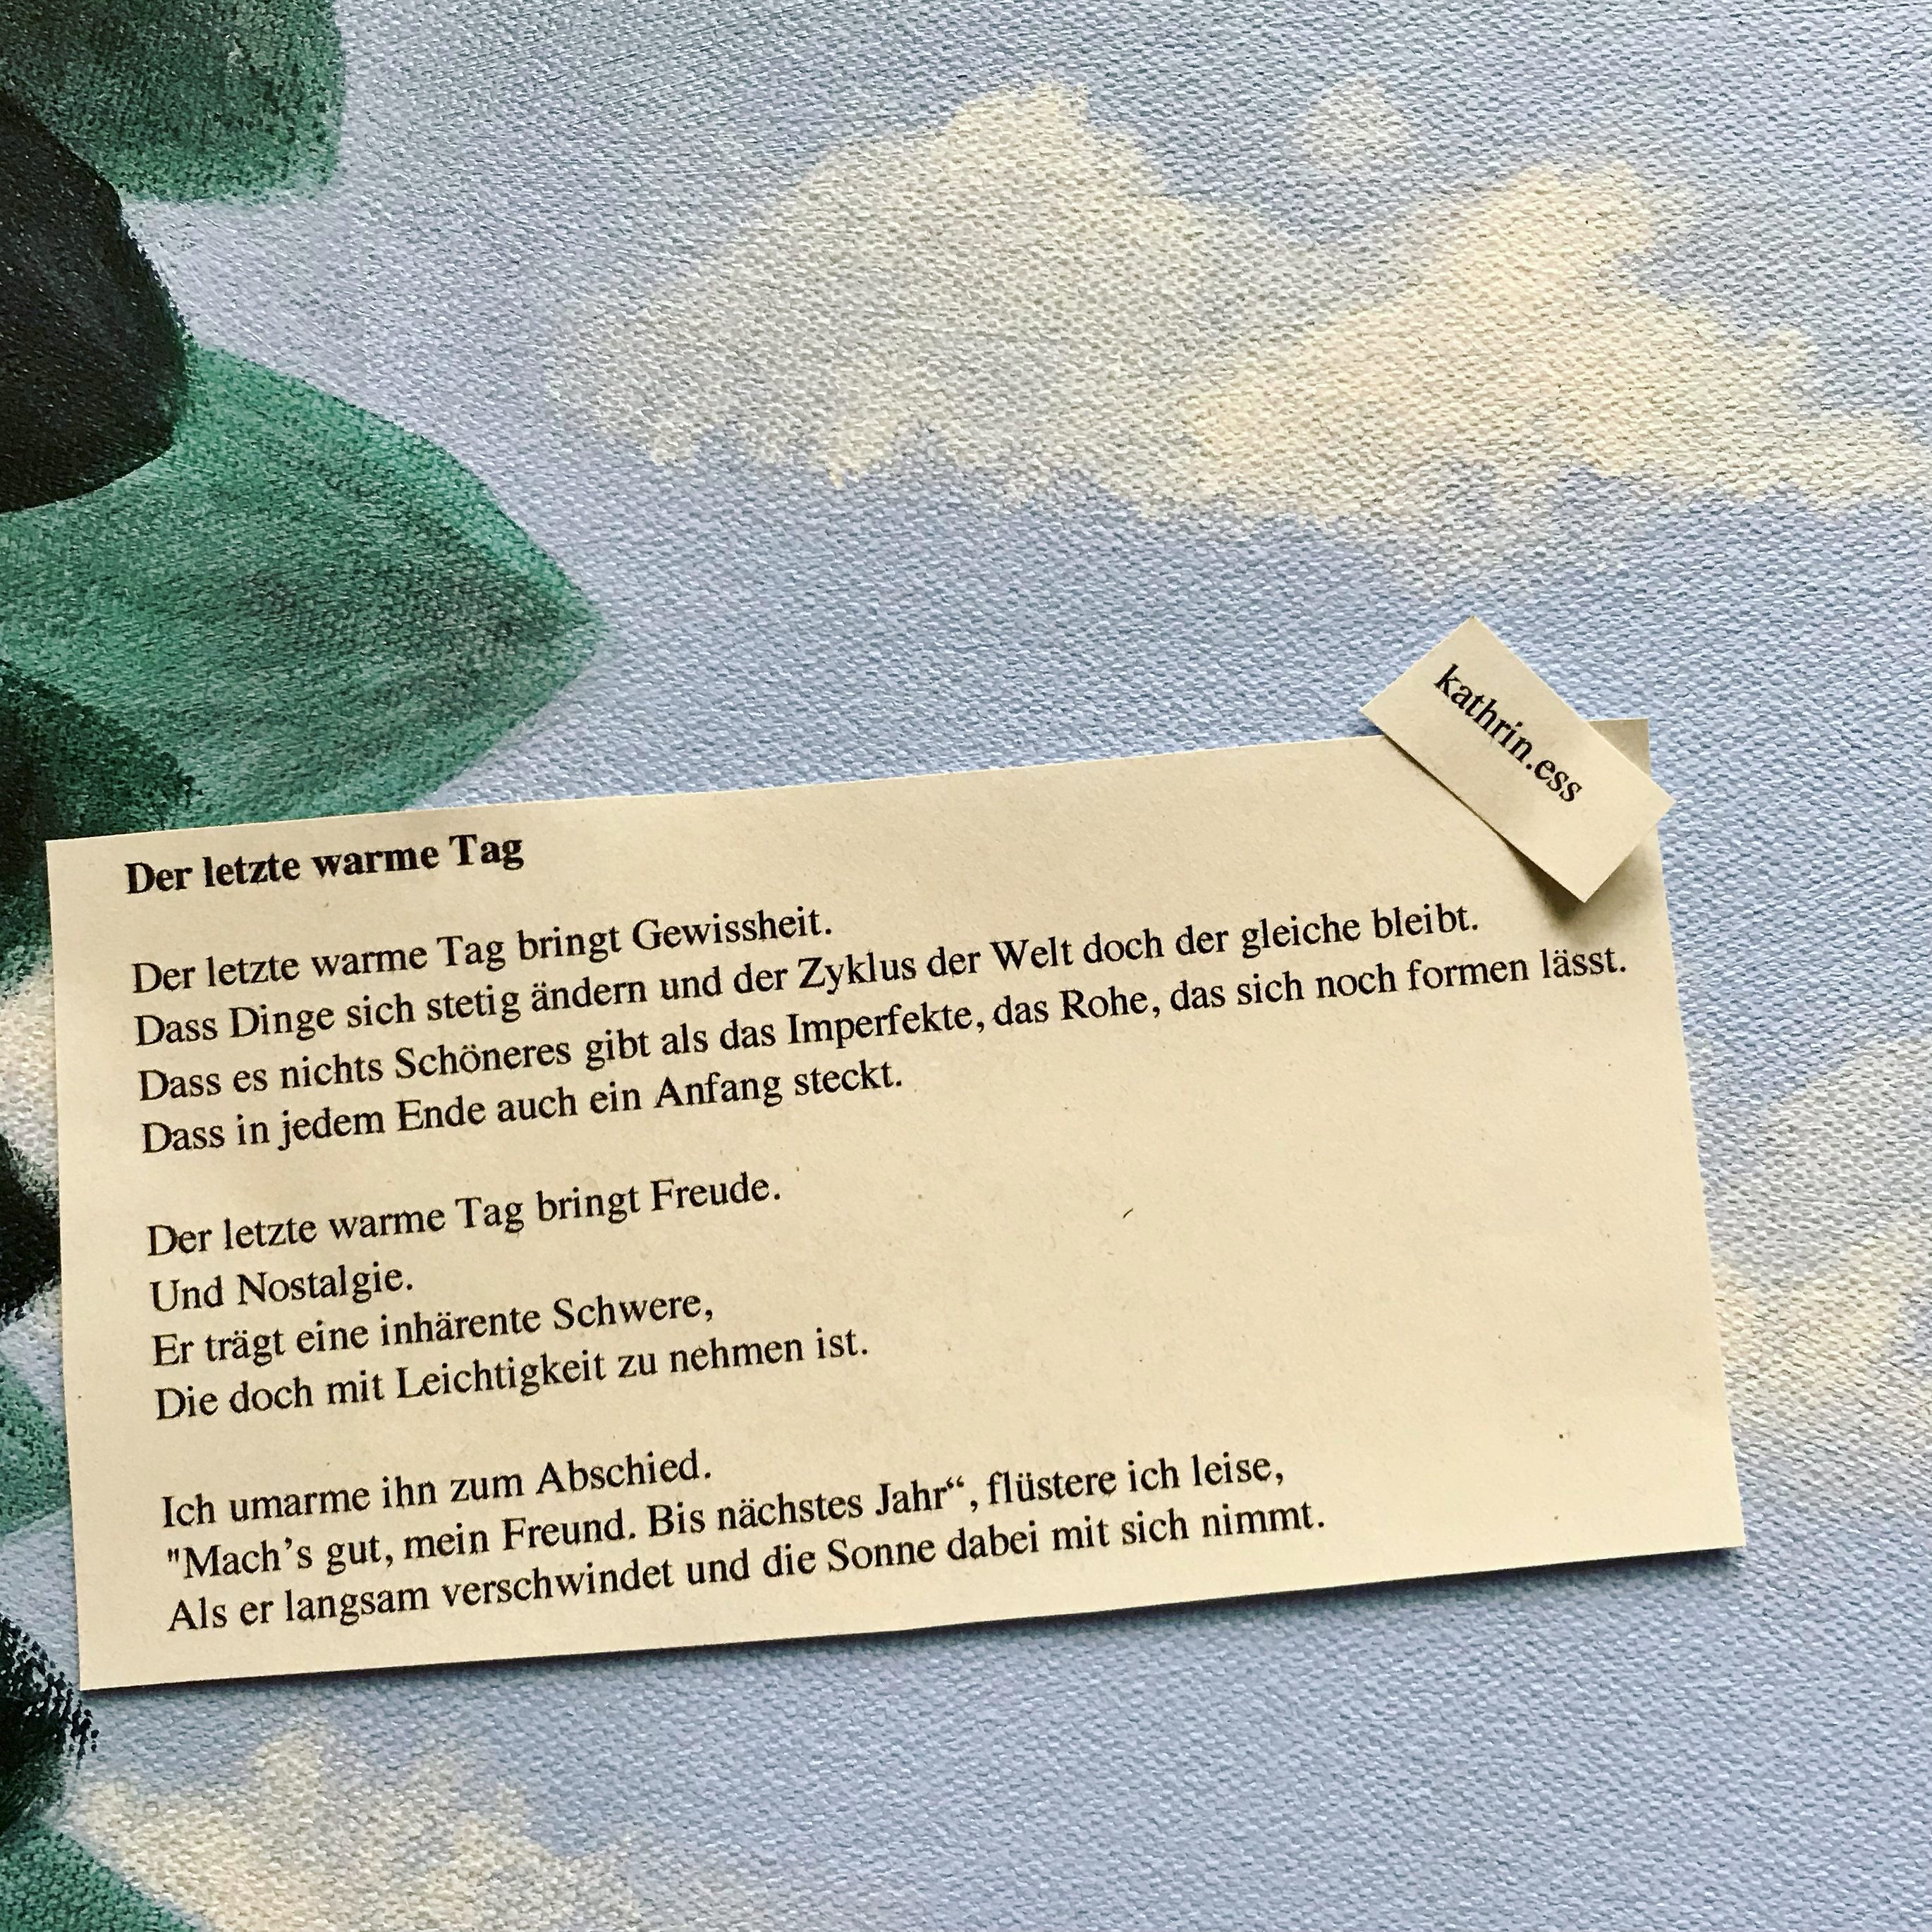 kathrin.ess
Der letzte warme Tag
Der letzte warme Tag bringt Gewissheit.
Dass Dinge sich stetig ändern und der Zyklus der Welt doch der gleiche bleibt.
Dass es nichts Schöneres gibt als das Imperfekte, das Rohe, das sich noch formen lässt.
Dass in jedem Ende auch ein Anfang steckt.
Der letzte warme Tag bringt Freude.
Und Nostalgie.
Er trägt eine inhärente Schwere,
Die doch mit Leichtigkeit zu nehmen ist.
Ich umarme ihn zum Abschied.
"Mach’s gut, mein Freund. Bis nächstes Jahr“, flüstere ich leise,
Als er langsam verschwindet und die Sonne dabei mit sich nimmt.